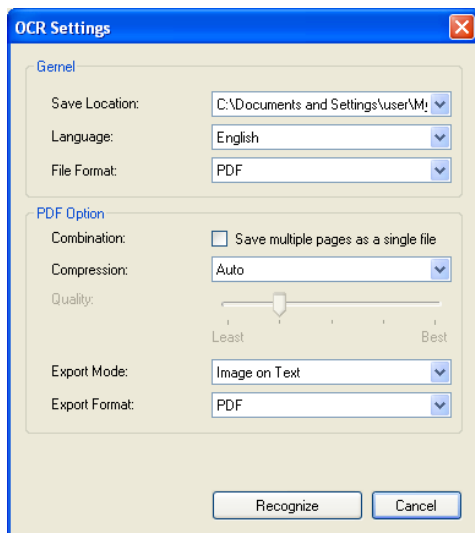 OCR Settings
Gernel
Save Location: C:\Documents and Settings\user\My
Language: English
File Format: PDF
PDF Option
Combination: Save multiple pages as a single file
Compression: Auto
Quality:
Least Best
Export Mode: Image on Text
Export Format: PDF
Recognize Cancel